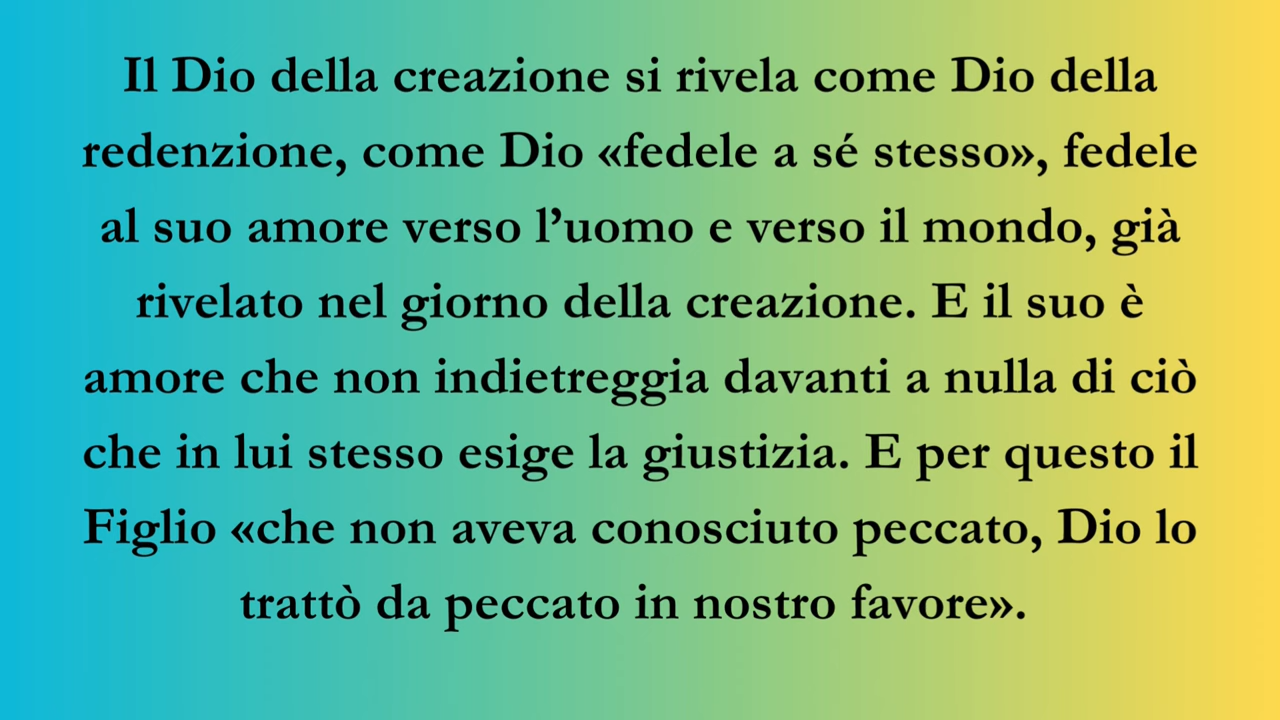 Il Dio della creazione si rivela come Dio della
redenzione, come Dio «fedele a sé stesso», fedele
al suo amore verso l’uomo e verso il mondo, già
rivelato nel giorno della creazione. E il suo è
amore che non indietreggia davanti a nulla di ciò
che in lui stesso esige la giustizia. E per questo il
Figlio «che non aveva conosciuto peccato, Dio lo
trattò da peccato in nostro favore».